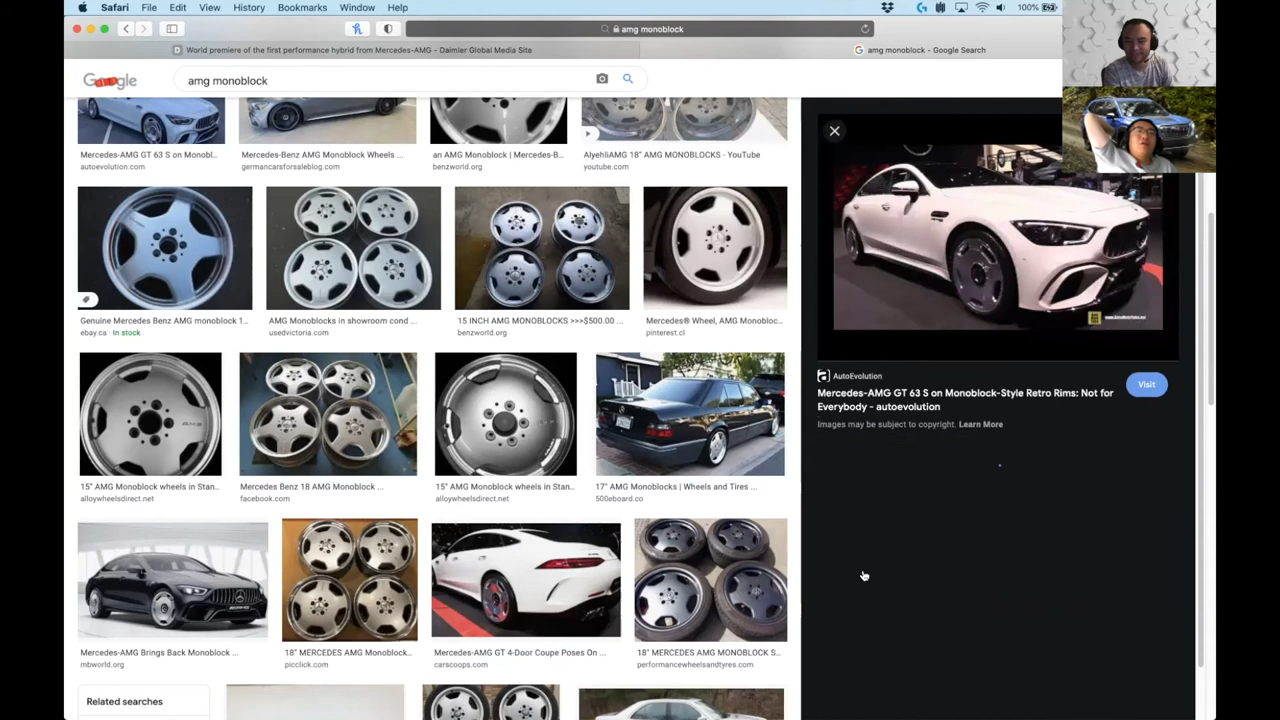 Safari File Edit View History Bookmarks Window Help 100%
amg monoblock
World premiere of the first performance hybrid from Mercedes-AMG - Daimler Global Media Site
amg monoblock - Google Search
Google
amg monoblock
Mercedes-AMG GT 63 S on Monobl...
autoevolution.com
Mercedes-Benz AMG Monoblock Wheels ...
germancarsforsaleblog.com
an AMG Monoblock | Mercedes-B...
benzworld.org
AlyehliAMG 18" AMG MONOBLOCKS - YouTube
youtube.com
Genuine Mercedes Benz AMG monoblock 1...
ebay.ca · In stock
AMG Monoblocks in showroom cond ...
usedvictoria.com
15 INCH AMG MONOBLOCKS >>>$500.00 ...
benzworld.org
Mercedes® Wheel, AMG Monobloc...
pinterest.cl
15" AMG Monoblock wheels in Stan...
alloywheelsdirect.net
Mercedes Benz 18 AMG Monoblock ...
facebook.com
15" AMG Monoblock wheels in Stan...
alloywheelsdirect.net
17" AMG Monoblocks | Wheels and Tires ...
500eboard.co
Mercedes-AMG Brings Back Monoblock ...
mbworld.org
18" MERCEDES AMG Monoblock...
picclick.com
Mercedes-AMG GT 4-Door Coupe Poses On ...
carscoops.com
18" MERCEDES AMG MONOBLOCK S...
performancewheelsandtyres.com
Related searches
AutoEvolution
Mercedes-AMG GT 63 S on Monoblock-Style Retro Rims: Not for
Everybody - autoevolution
Visit
Images may be subject to copyright. Learn More